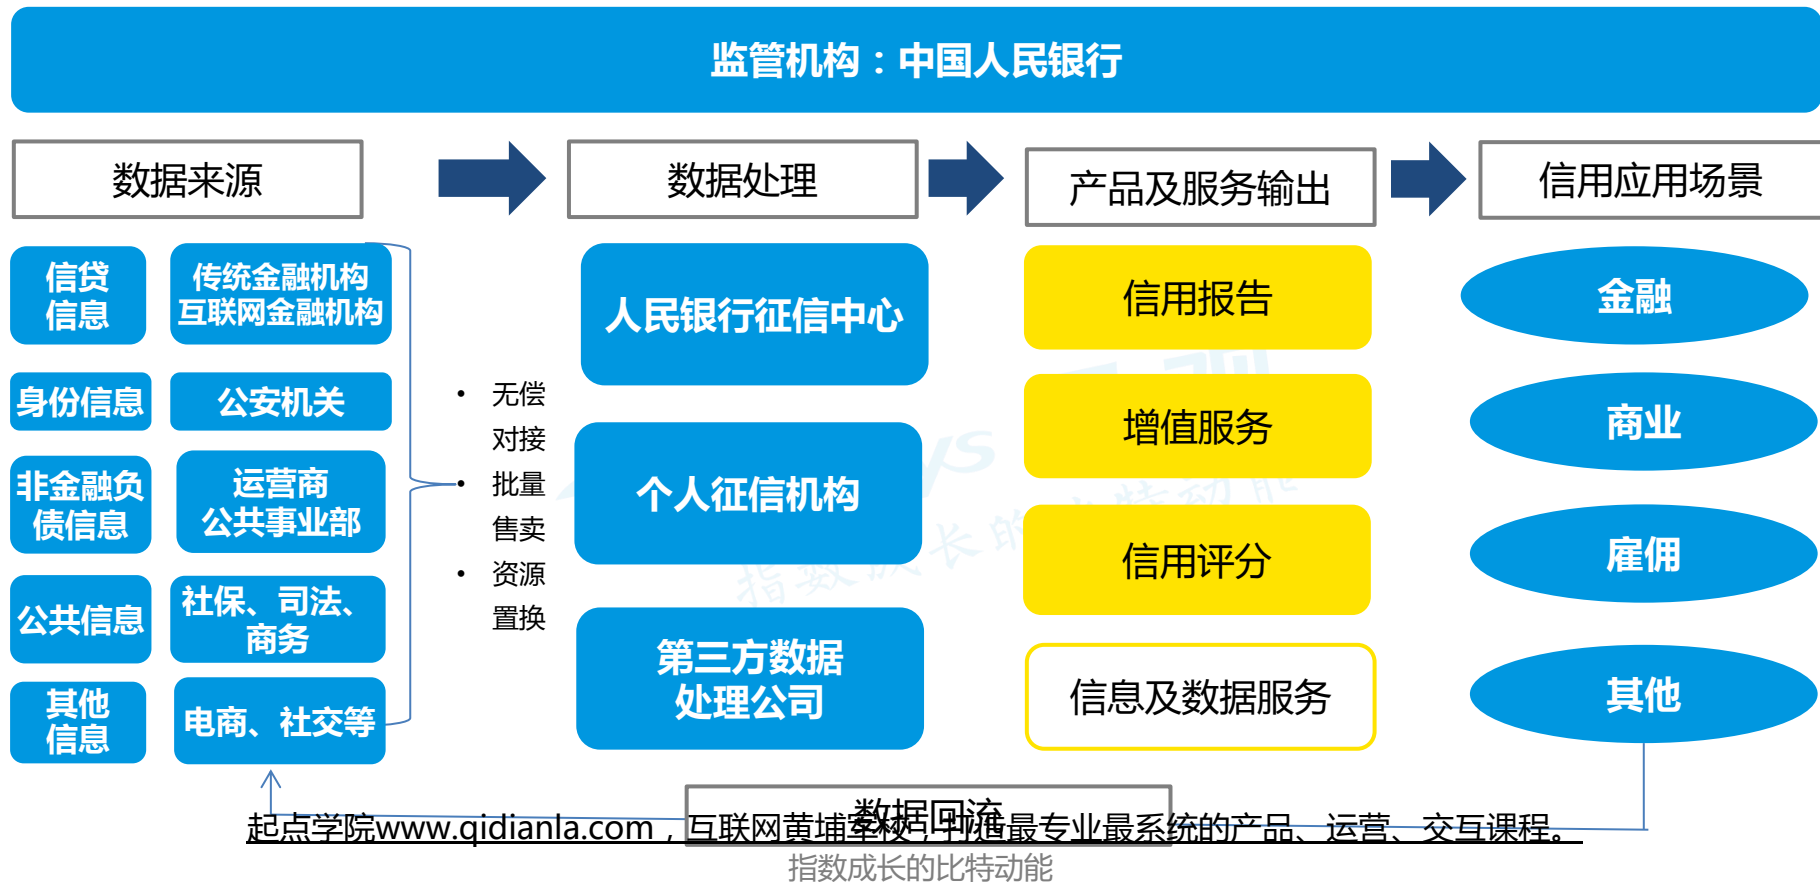 监管机构：中国人民银行
数据来源
数据处理
产品及服务输出
信用应用场景
信贷
信息
传统金融机构
互联网金融机构
身份信息
公安机关
非金融负
债信息
运营商
公共事业部
公共信息
社保、司法、
商务
其他
信息
电商、社交等
• 无偿
对接
• 批量
售卖
• 资源
置换
人民银行征信中心
个人征信机构
第三方数据
处理公司
信用报告
增值服务
信用评分
信息及数据服务
金融
商业
雇佣
其他
数据回流
起点学院www.qidianla.com，互联网黄埔军校，打造最专业最系统的产品、运营、交互课程。
指数成长的比特动能
指数成长的比特动能